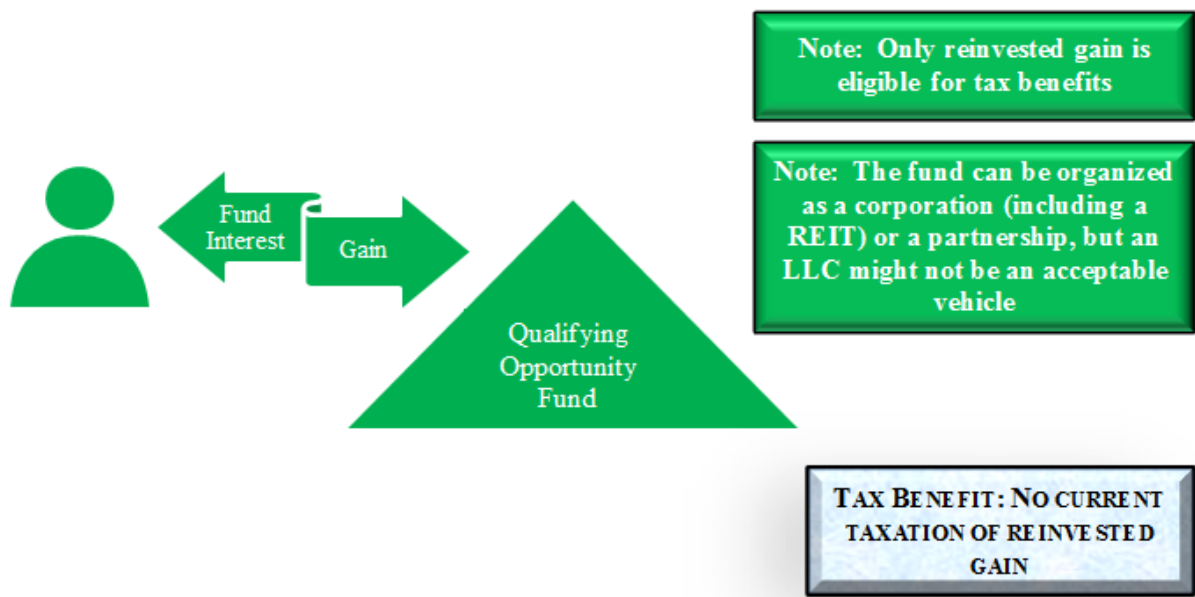 Note: Only reinvested gain is
eligible for tax benefits
Note: The fund can be organized
as a corporation (including a
REIT) or a partnership, but an
LLC might not be an acceptable
vehicle
Fund
Interest
Gain
Qualifying
Opportunity
Fund
TAX BENEFIT: NO CURRENT
TAXATION OF REINVESTED
GAIN